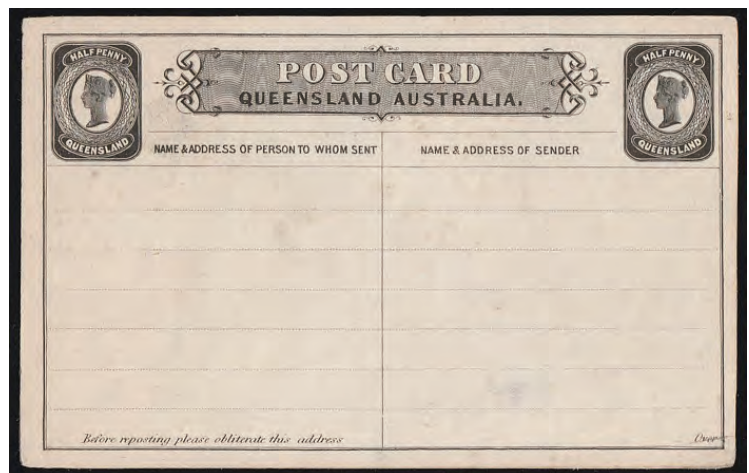 HALF PENNY
QUEENSLAND
POST CARD
QUEENSLAND AUSTRALIA.
HALF PENNY
QUEENSLAND
NAME & ADDRESS OF PERSON TO WHOM SENT
NAME & ADDRESS OF SENDER
Before reposting please obliterate this address
Over